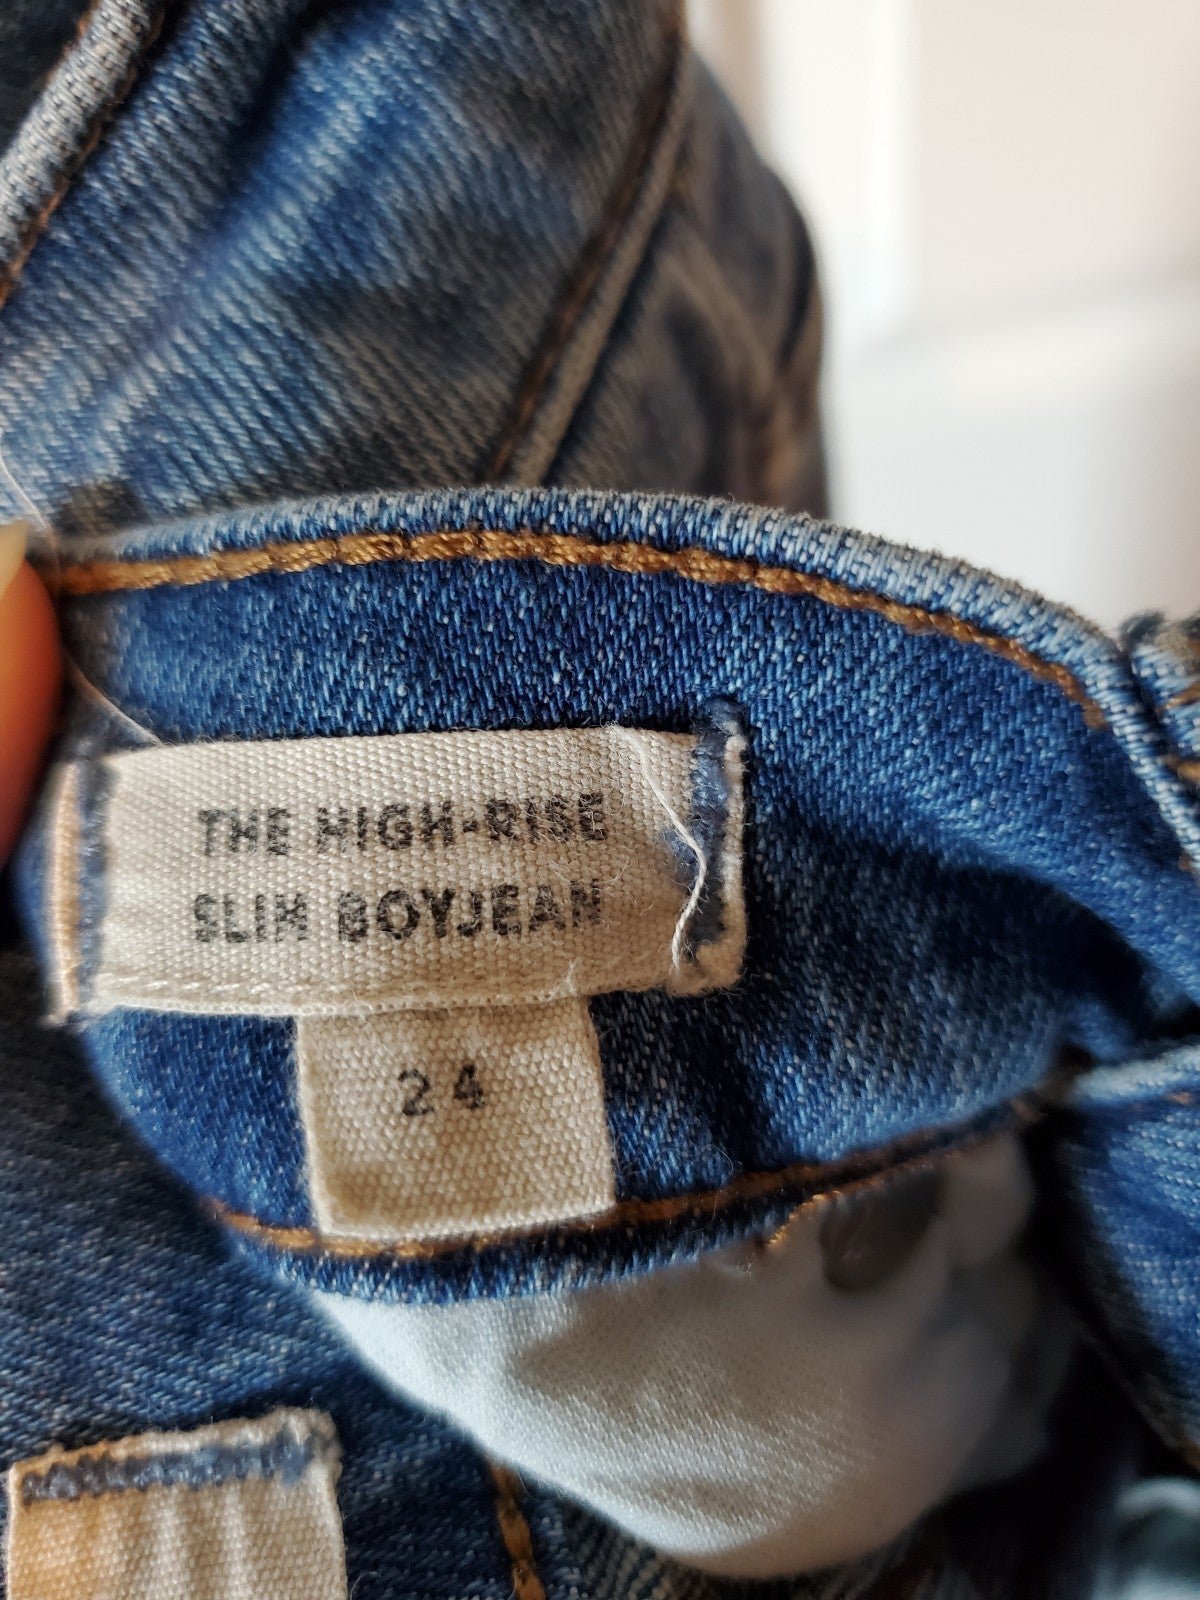 THE HIGH-RISE
SLIM BOYJEAN
24